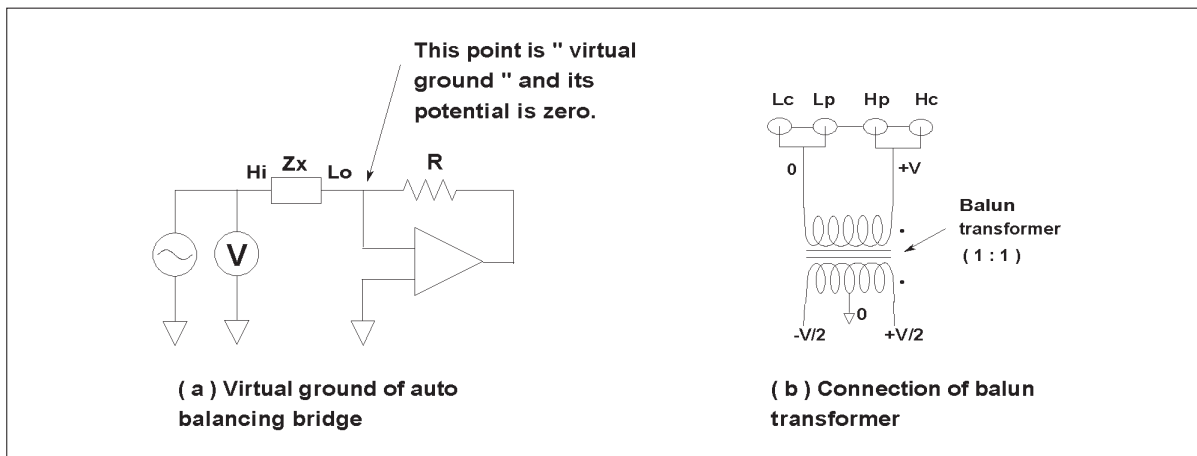 This point is " virtual
ground " and its
potential is zero.
Hi
Zx
Lo
R
V
( a ) Virtual ground of auto
balancing bridge
Lc Lp Hp Hc
0
+V
Balun
transformer
( 1 : 1 )
0
-V/2
+V/2
( b ) Connection of balun
transformer